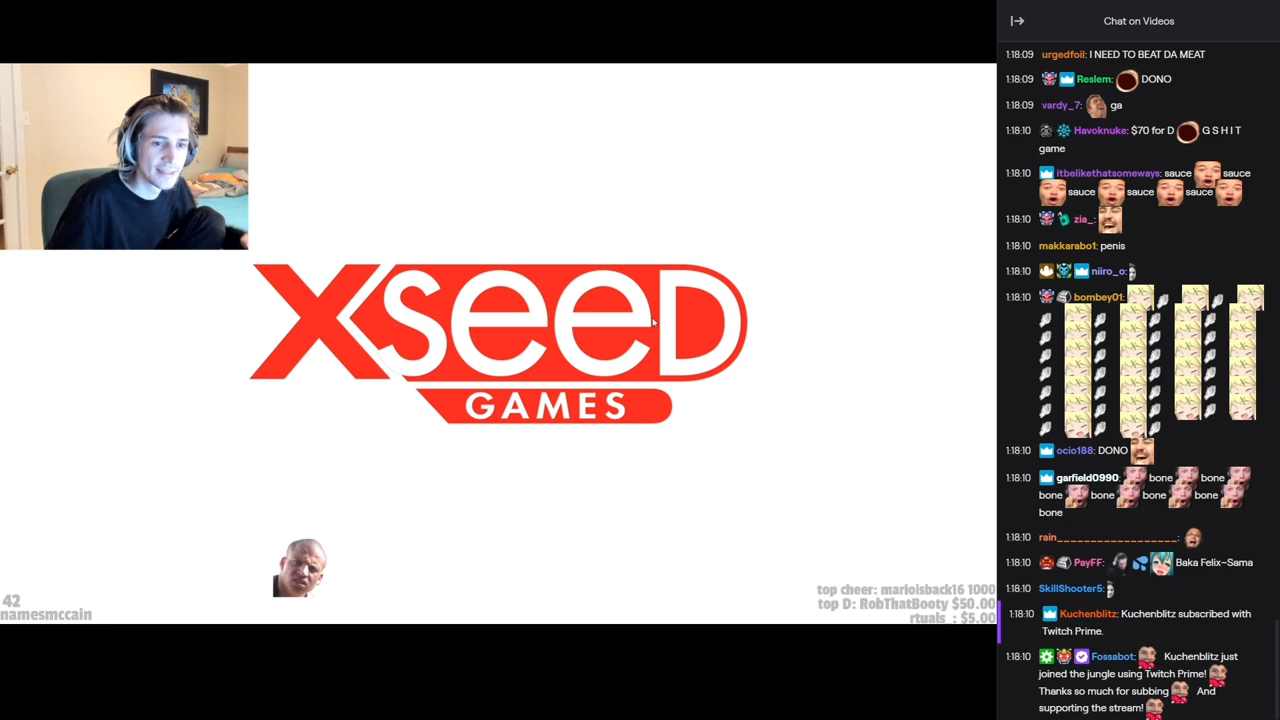 XSEED
GAMES
42
namesmccain
top cheer: marioisback16 1000
top D: RobThatBooty $50.00
rtuals : $5.00
Chat on Videos
1:18:09 urgedfoil: I NEED TO BEAT DA MEAT
1:18:09 Reslem: DONO
1:18:09 vardy_7: ga
1:18:10 Havoknuke: $70 for D G S H I T
game
1:18:10 itbelikethatsomeways: sauce sauce
sauce sauce sauce
1:18:10 zia_:
1:18:10 makkarabo1: penis
1:18:10 niiro_o:
1:18:10 bombey01:
1:18:10 ocio188: DONO
1:18:10 garfield0990: bone bone
bone bone bone bone
bone
1:18:10 rain__________________:
1:18:10 PayFF: Baka Felix~Sama
1:18:10 SkillShooter5:
1:18:10 Kuchenblitz: Kuchenblitz subscribed with
Twitch Prime.
1:18:10 Fossabot: Kuchenblitz just
joined the jungle using Twitch Prime!
Thanks so much for subbing And
supporting the stream!